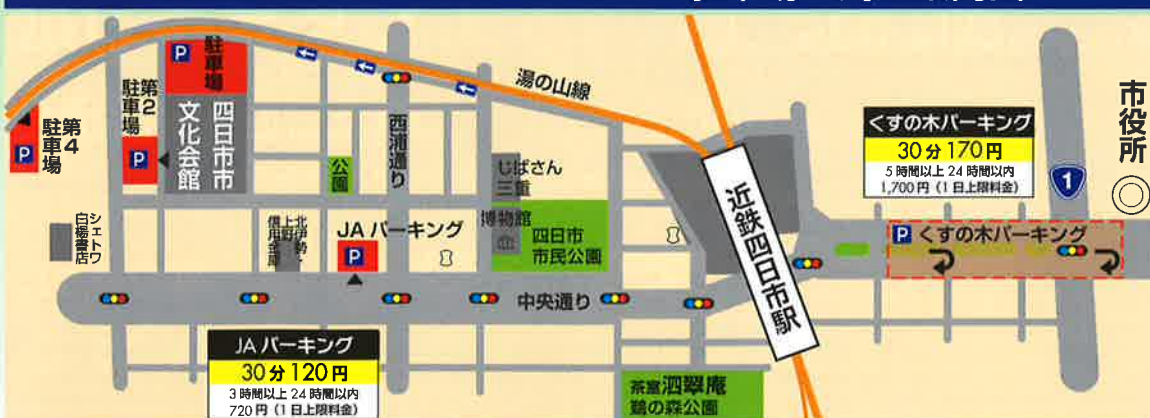 湯の山線
P
駐車場
第2
駐車場
P
第4
駐車場
P
四日市市
文化会館
公園
西浦通り
じばさん
三重
博物館
四日市
市民公園
JAパーキング
P
北伊勢・
上野
信用金庫
シェトワ
白揚書店
中央通り
近鉄四日市駅
くすの木パーキング
30分170円
5時間以上24時間以内
1,700円(1日上限料金)
市役所
1
P くすの木パーキング
JAパーキング
30分120円
3時間以上24時間以内
720円(1日上限料金)
茶室泗翠庵
鵜の森公園